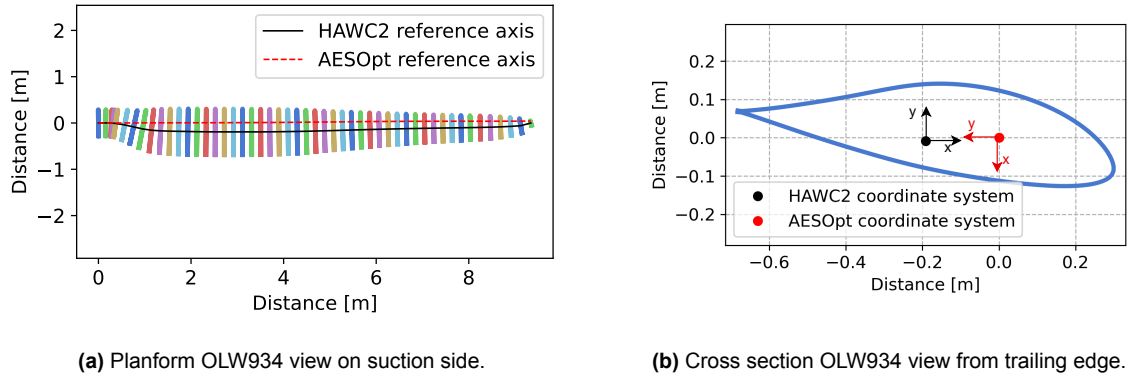 2
1
0
−1
−2
Distance [m]
0
2
4
6
8
Distance [m]
HAWC2 reference axis
AESOpt reference axis
(a) Planform OLW934 view on suction side.
0.2
0.1
0.0
−0.1
−0.2
Distance [m]
−0.6
−0.4
−0.2
0.0
0.2
Distance [m]
y
x
y
x
HAWC2 coordinate system
AESOpt coordinate system
(b) Cross section OLW934 view from trailing edge.